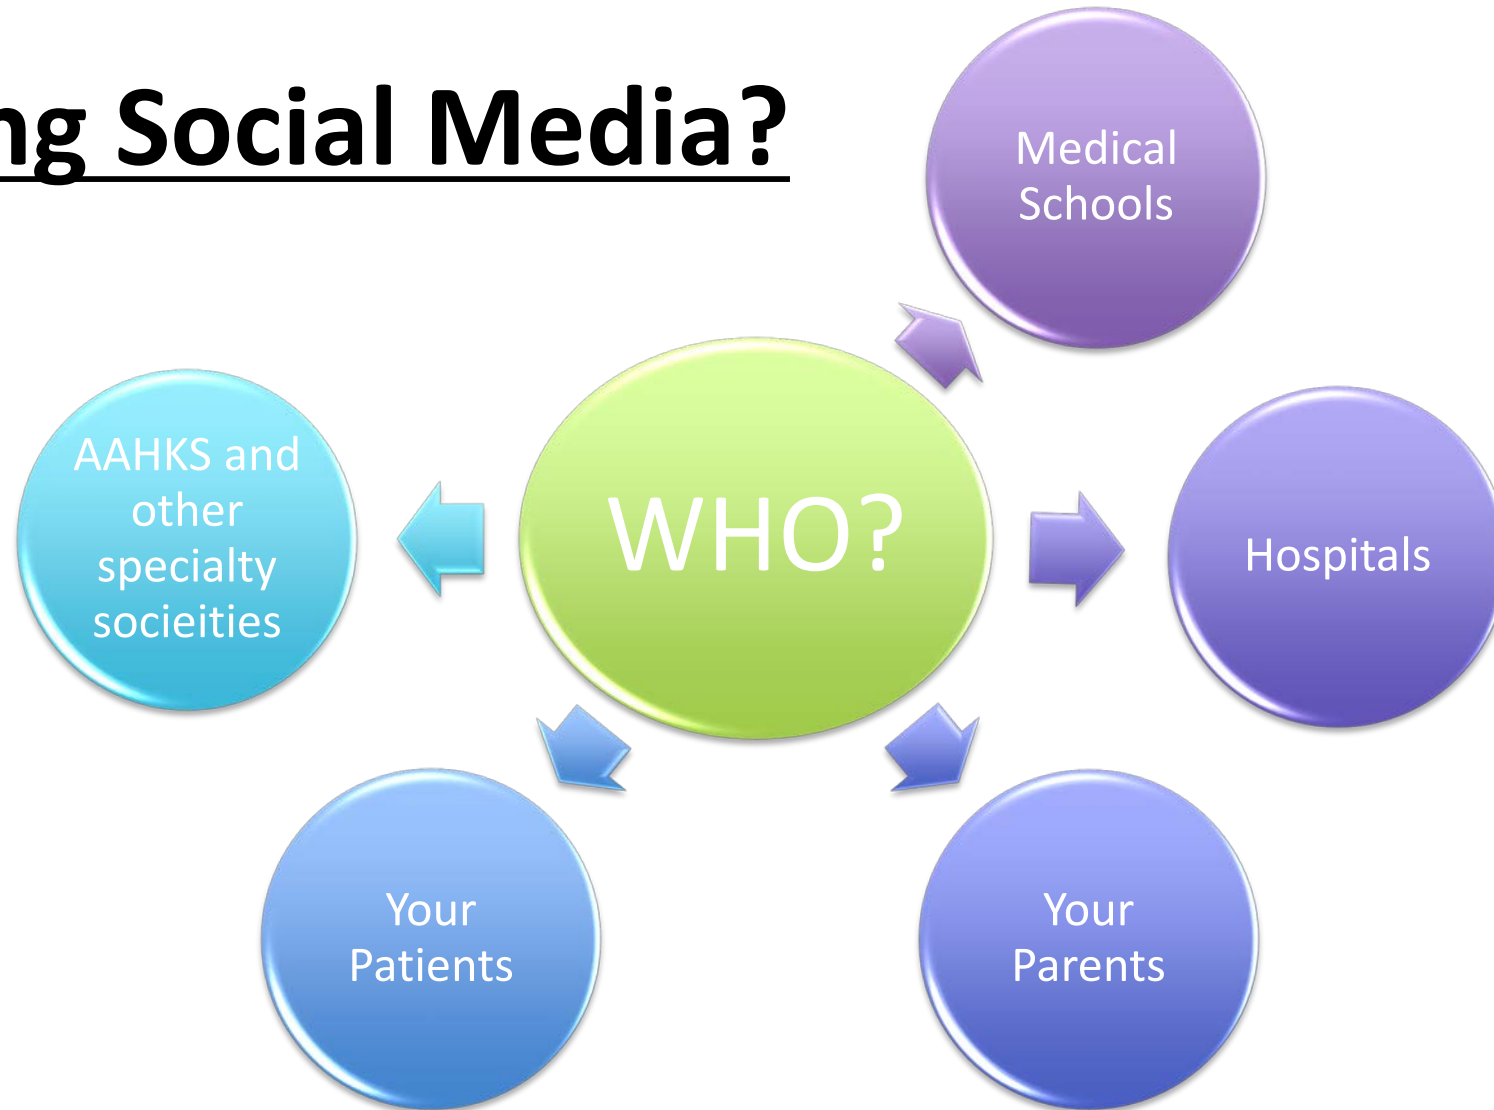 ng Social Media?
Medical
Schools
AAHKS and
other
specialty
socieities
WHO?
Hospitals
Your
Patients
Your
Parents